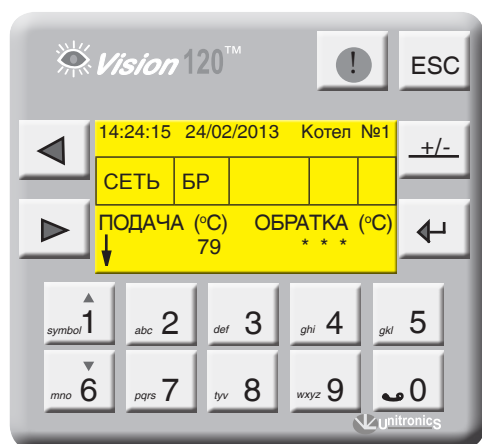 Vision 120™
! ESC
14:24:15 24/02/2013 Котел №1
+/-
СЕТЬ БР
ПОДАЧА (°C) ОБРАТКА (°C)
79 * * *
symbol 1 abc 2 def 3 ghi 4 gkl 5
mno 6 pqrs 7 tyv 8 wxyz 9 0
unitronics